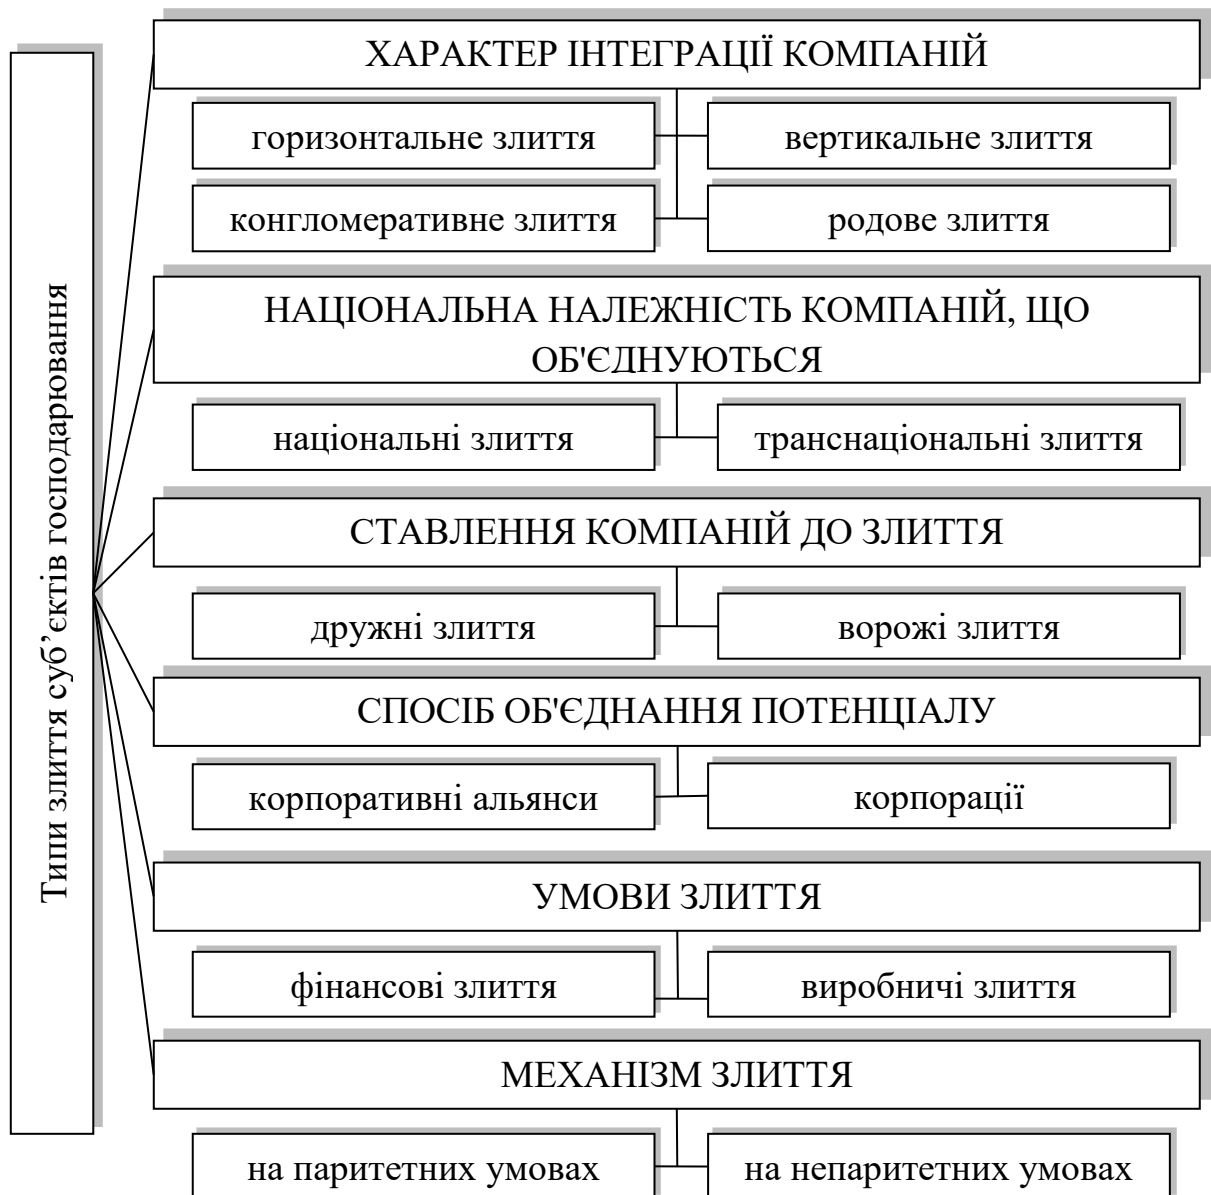 Типи злиття суб’єктів господарювання
ХАРАКТЕР ІНТЕГРАЦІЇ КОМПАНІЙ
горизонтальне злиття
вертикальне злиття
конгломеративне злиття
родове злиття
НАЦІОНАЛЬНА НАЛЕЖНІСТЬ КОМПАНІЙ, ЩО
ОБ'ЄДНУЮТЬСЯ
національні злиття
транснаціональні злиття
СТАВЛЕННЯ КОМПАНІЙ ДО ЗЛИТТЯ
дружні злиття
ворожі злиття
СПОСІБ ОБ'ЄДНАННЯ ПОТЕНЦІАЛУ
корпоративні альянси
корпорації
УМОВИ ЗЛИТТЯ
фінансові злиття
виробничі злиття
МЕХАНІЗМ ЗЛИТТЯ
на паритетних умовах
на непаритетних умовах